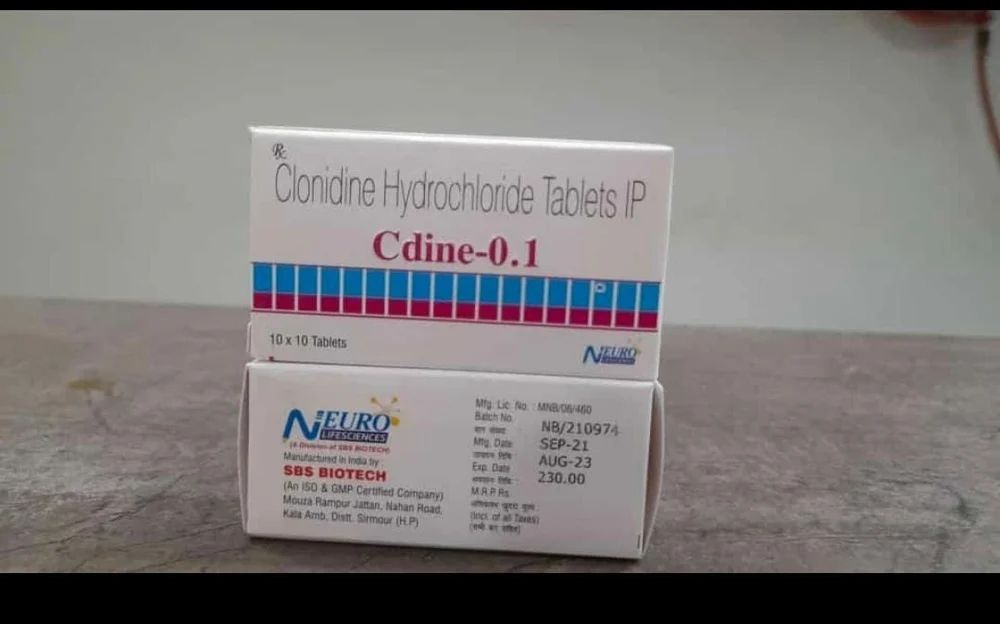 Rx
Clonidine Hydrochloride Tablets IP
Cdine-0.1
10 x 10 Tablets
NEURO
LIFESCIENCES
NEURO
LIFESCIENCES
(A Division of SBS BIOTECH)
Manufactured in India by :
SBS BIOTECH
(An ISO & GMP Certified Company)
Mouza Rampur Jattan, Nahan Road,
Kala Amb, Distt. Sirmour (H.P)
Mfg. Lic. No. : MNB/06/460
Batch No.
NB/210974
Mfg. Date
SEP-21
AUG-23
Exp. Date
230.00
M.R.P Rs.
(Incl. of all Taxes)